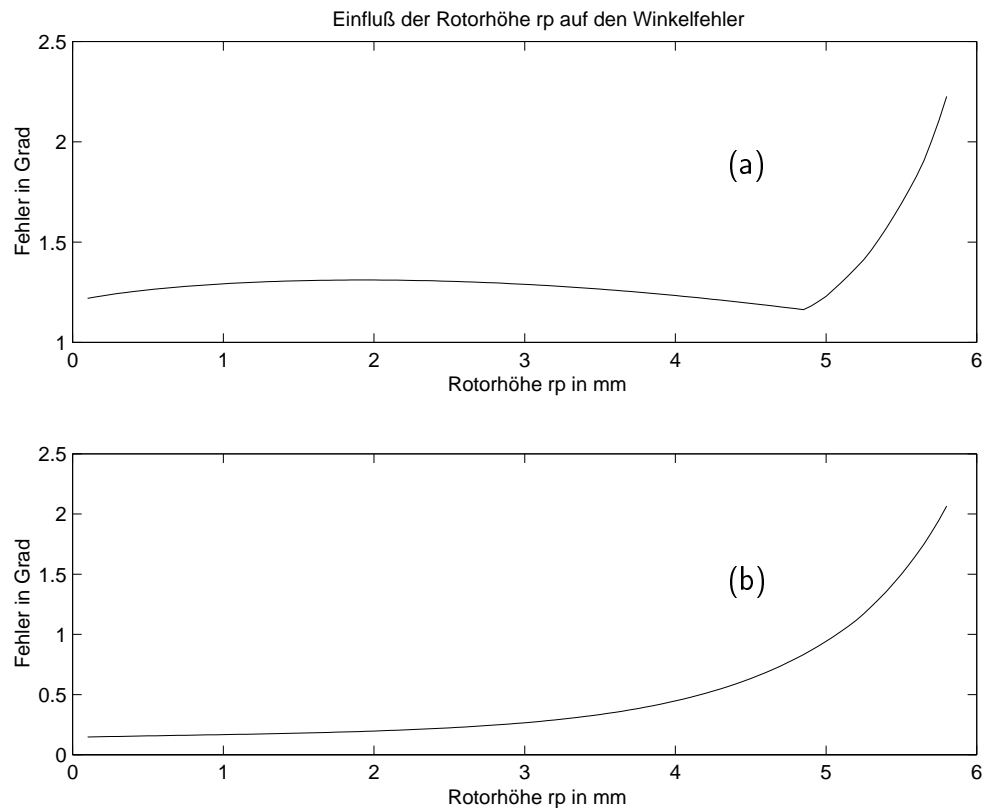 Einfluß der Rotorhöhe rp auf den Winkelfehler
2.5
2
1.5
1
Fehler in Grad
(a)
0 1 2 3 4 5 6
Rotorhöhe rp in mm
2.5
2
1.5
1
0.5
0
Fehler in Grad
(b)
0 1 2 3 4 5 6
Rotorhöhe rp in mm